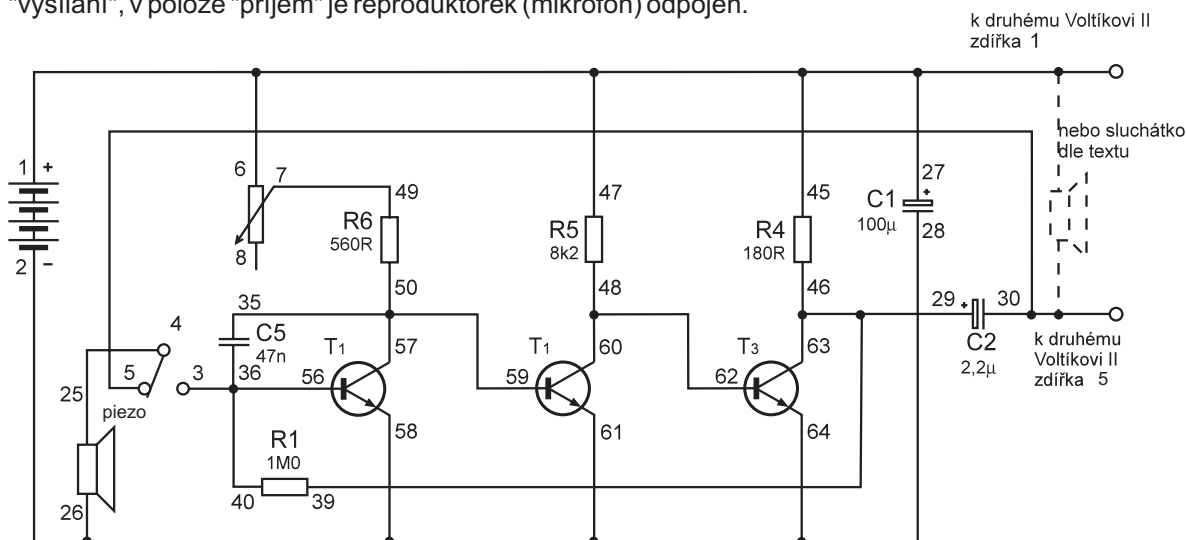 "vysílání", v poloze "příjem" je reproduktorek (mikrofon) odpojen.
k druhému Voltíkovi II
zdířka 1
nebo sluchátko
dle textu
1 +
2 −
6
7
8
49
R6
560R
50
47
R5
8k2
48
45
R4
180R
46
27
C1
+
100µ
28
29
+
30
C2
2,2µ
k druhému
Voltíkovi II
zdířka 5
35
C5
47n
36
4
5
3
25
piezo
26
T1
56
57
58
T1
59
60
61
T3
62
63
64
R1
1M0
40
39